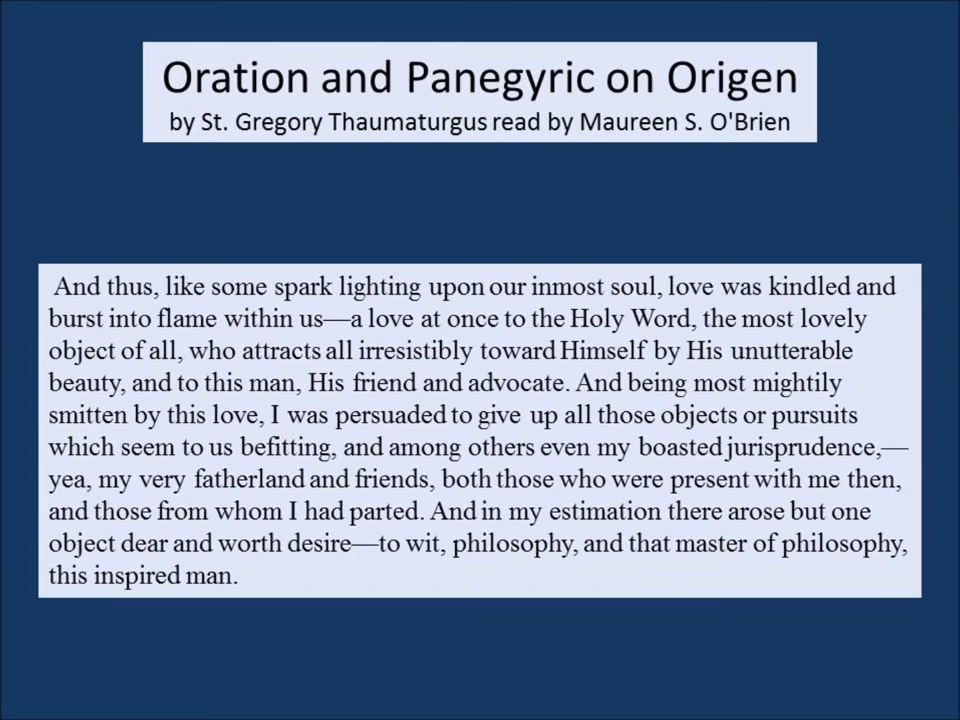 Oration and Panegyric on Origen
by St. Gregory Thaumaturgus read by Maureen S. O'Brien
And thus, like some spark lighting upon our inmost soul, love was kindled and
burst into flame within us—a love at once to the Holy Word, the most lovely
object of all, who attracts all irresistibly toward Himself by His unutterable
beauty, and to this man, His friend and advocate. And being most mightily
smitten by this love, I was persuaded to give up all those objects or pursuits
which seem to us befitting, and among others even my boasted jurisprudence,—
yea, my very fatherland and friends, both those who were present with me then,
and those from whom I had parted. And in my estimation there arose but one
object dear and worth desire—to wit, philosophy, and that master of philosophy,
this inspired man.